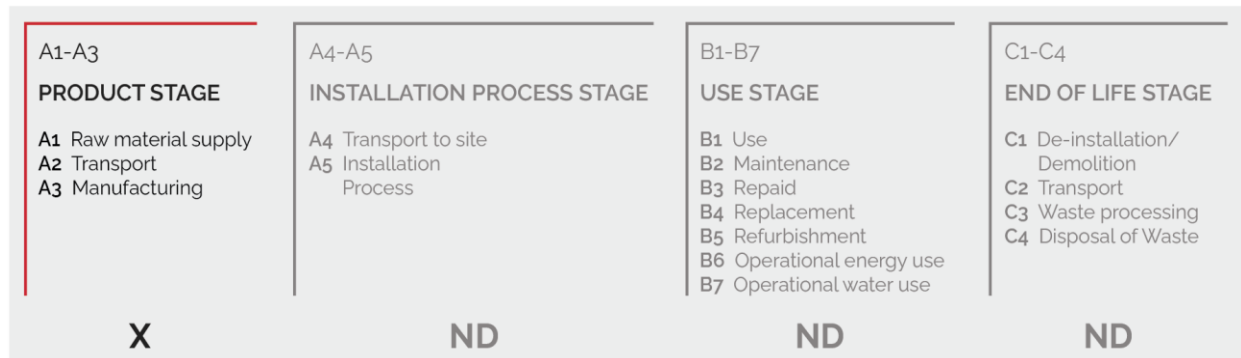 A1-A3
PRODUCT STAGE
A1 Raw material supply
A2 Transport
A3 Manufacturing
X
A4-A5
INSTALLATION PROCESS STAGE
A4 Transport to site
A5 Installation
Process
ND
B1-B7
USE STAGE
B1 Use
B2 Maintenance
B3 Repaid
B4 Replacement
B5 Refurbishment
B6 Operational energy use
B7 Operational water use
ND
C1-C4
END OF LIFE STAGE
C1 De-installation/
Demolition
C2 Transport
C3 Waste processing
C4 Disposal of Waste
ND